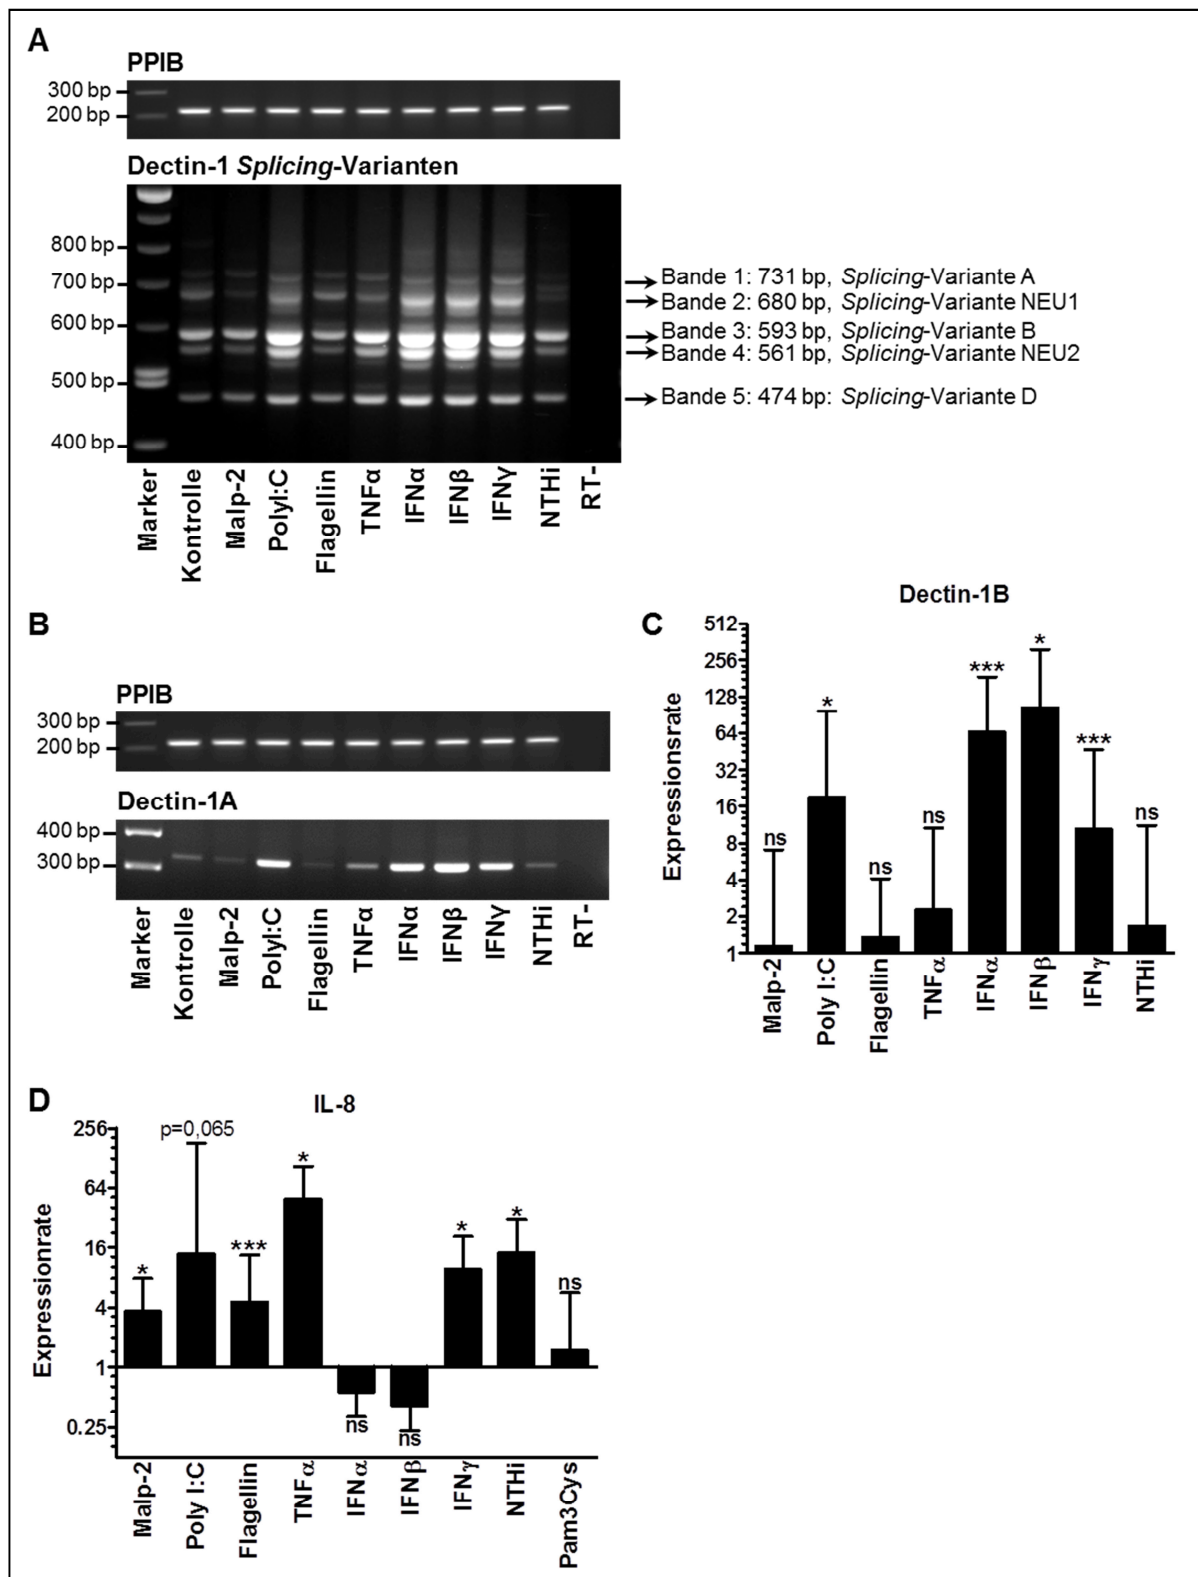 A
PPIB
300 bp
200 bp
Dectin-1 Splicing-Varianten
800 bp
700 bp
600 bp
500 bp
400 bp
Bande 1: 731 bp, Splicing-Variante A
Bande 2: 680 bp, Splicing-Variante NEU1
Bande 3: 593 bp, Splicing-Variante B
Bande 4: 561 bp, Splicing-Variante NEU2
Bande 5: 474 bp: Splicing-Variante D
Marker
Kontrolle
Malp-2
PolyI:C
Flagellin
TNFα
IFNα
IFNβ
IFNγ
NTHi
RT-
B
PPIB
300 bp
200 bp
Dectin-1A
400 bp
300 bp
Marker
Kontrolle
Malp-2
PolyI:C
Flagellin
TNFα
IFNα
IFNβ
IFNγ
NTHi
RT-
C
Dectin-1B
Expressionsrate
512
256
128
64
32
16
8
4
2
1
ns
*
ns
ns
***
*
***
ns
Malp-2
Poly I:C
Flagellin
TNFα
IFNα
IFNβ
IFNγ
NTHi
D
IL-8
Expressionrate
256
64
16
4
1
0.25
*
p=0,065
***
*
ns
ns
*
*
ns
Malp-2
Poly I:C
Flagellin
TNFα
IFNα
IFNβ
IFNγ
NTHi
Pam3Cys